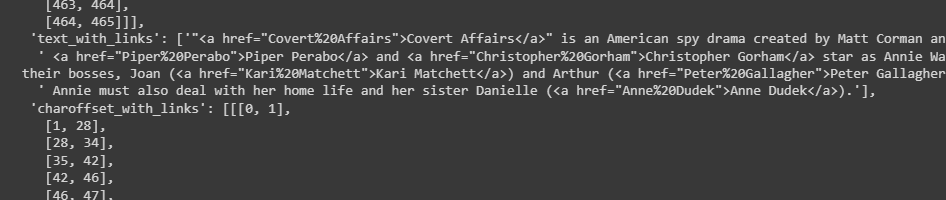 [463, 464],
[464, 465]]],
'text_with_links': ['"<a href="Covert%20Affairs">Covert Affairs</a>" is an American spy drama created by Matt Corman an
' <a href="Piper%20Perabo">Piper Perabo</a> and <a href="Christopher%20Gorham">Christopher Gorham</a> star as Annie Wa
their bosses, Joan (<a href="Kari%20Matchett">Kari Matchett</a>) and Arthur (<a href="Peter%20Gallagher">Peter Gallagher
' Annie must also deal with her home life and her sister Danielle (<a href="Anne%20Dudek">Anne Dudek</a>).'],
'charoffset_with_links': [[[0, 1],
[1, 28],
[28, 34],
[35, 42],
[42, 46],
[46, 47],